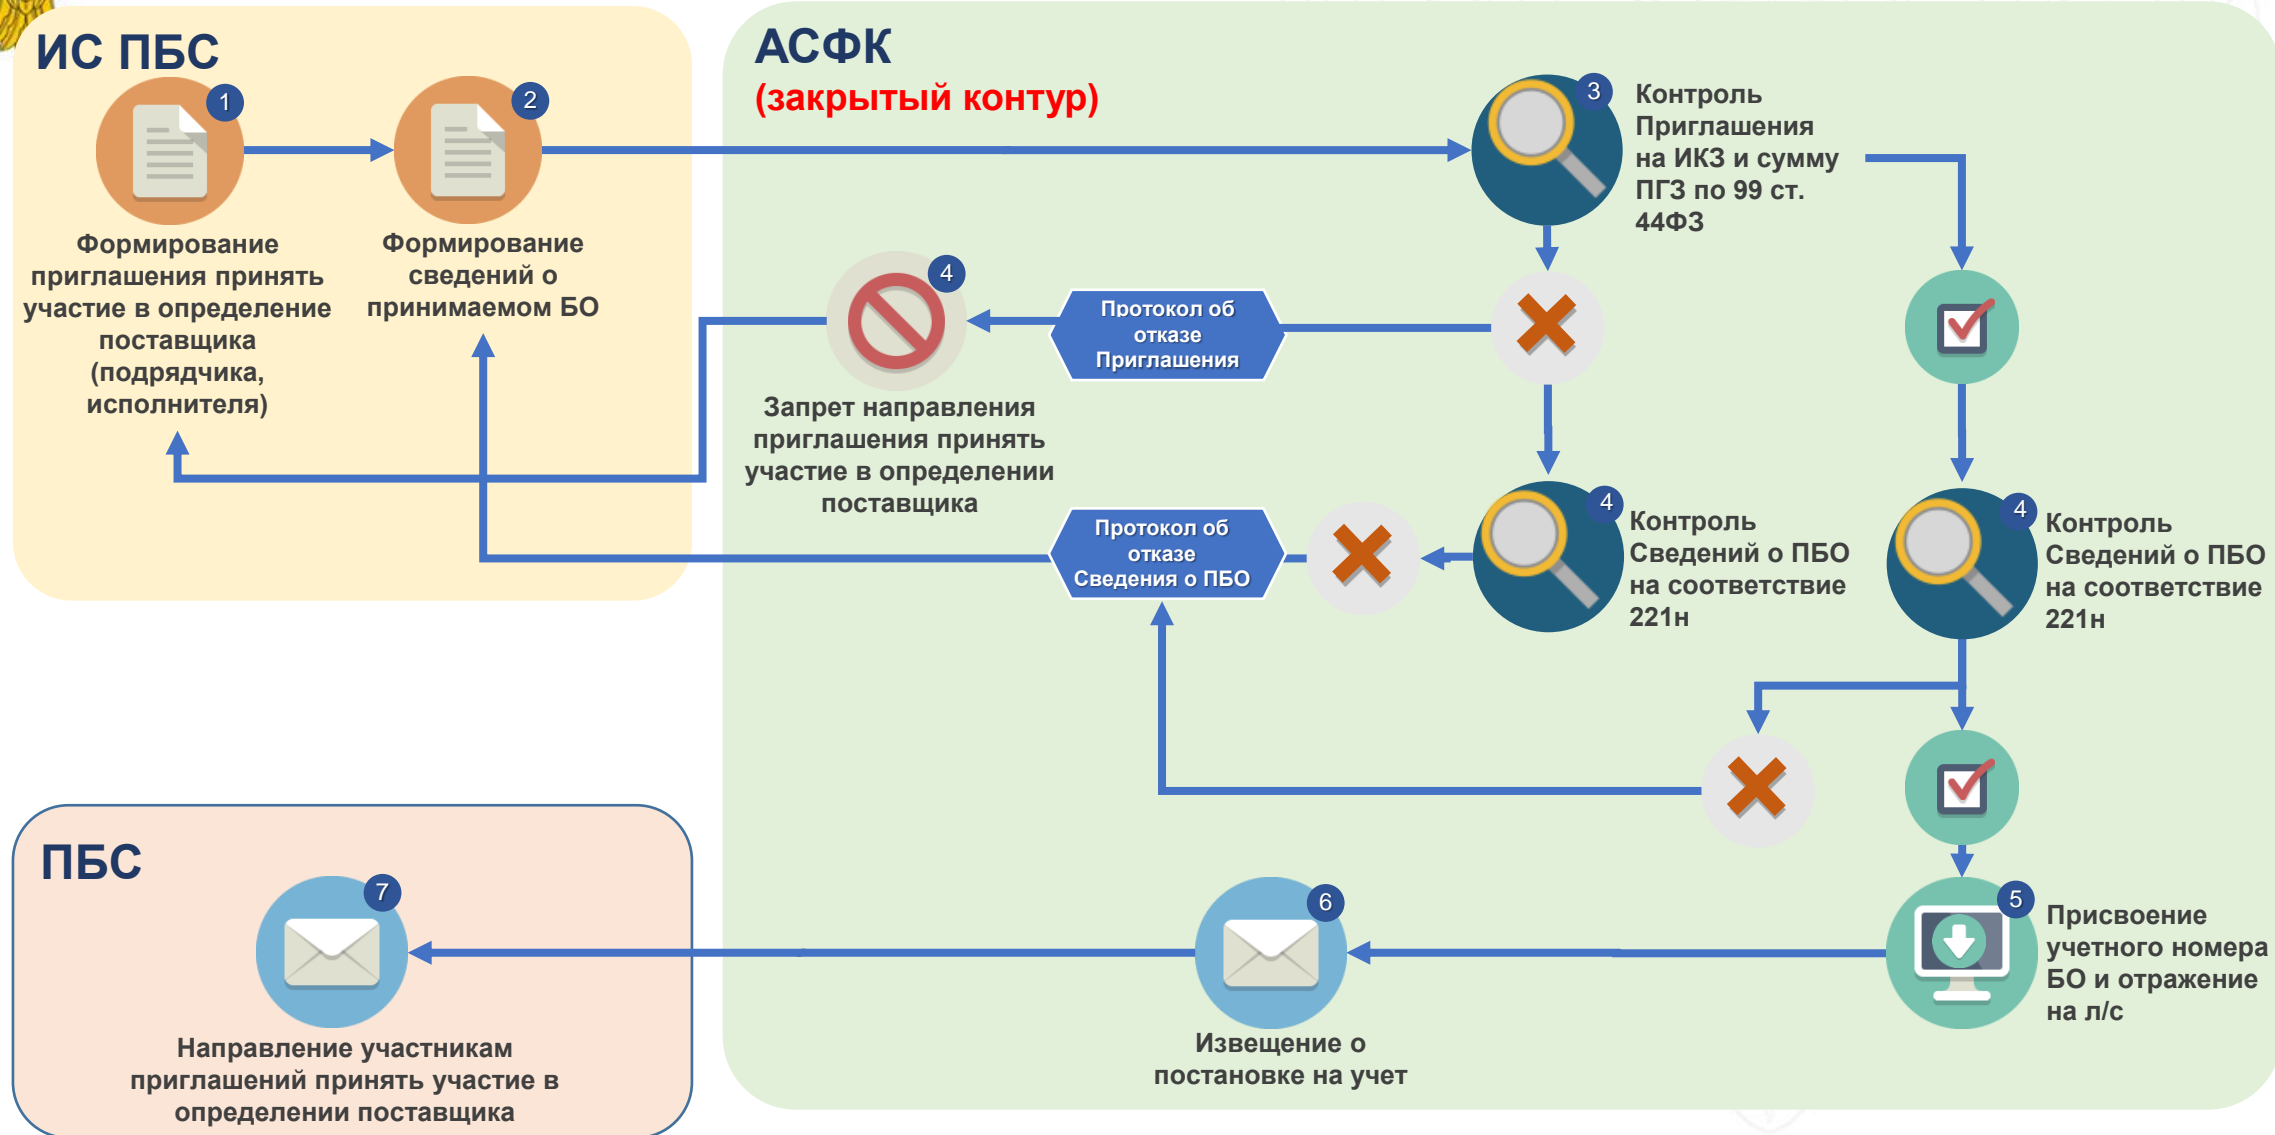 ИС ПБС
1
2
Формирование
приглашения принять
участие в определение
поставщика
(подрядчика,
исполнителя)
Формирование
сведений о
принимаемом БО
АСФК
(закрытый контур)
3
Контроль
Приглашения
на ИКЗ и сумму
ПГЗ по 99 ст.
44ФЗ
4
Протокол об
отказе
Приглашения
Запрет направления
приглашения принять
участие в определении
поставщика
Протокол об
отказе
Сведения о ПБО
4
Контроль
Сведений о ПБО
на соответствие
221н
4
Контроль
Сведений о ПБО
на соответствие
221н
ПБС
7
Направление участникам
приглашений принять участие в
определении поставщика
6
Извещение о
постановке на учет
5
Присвоение
учетного номера
БО и отражение
на л/с